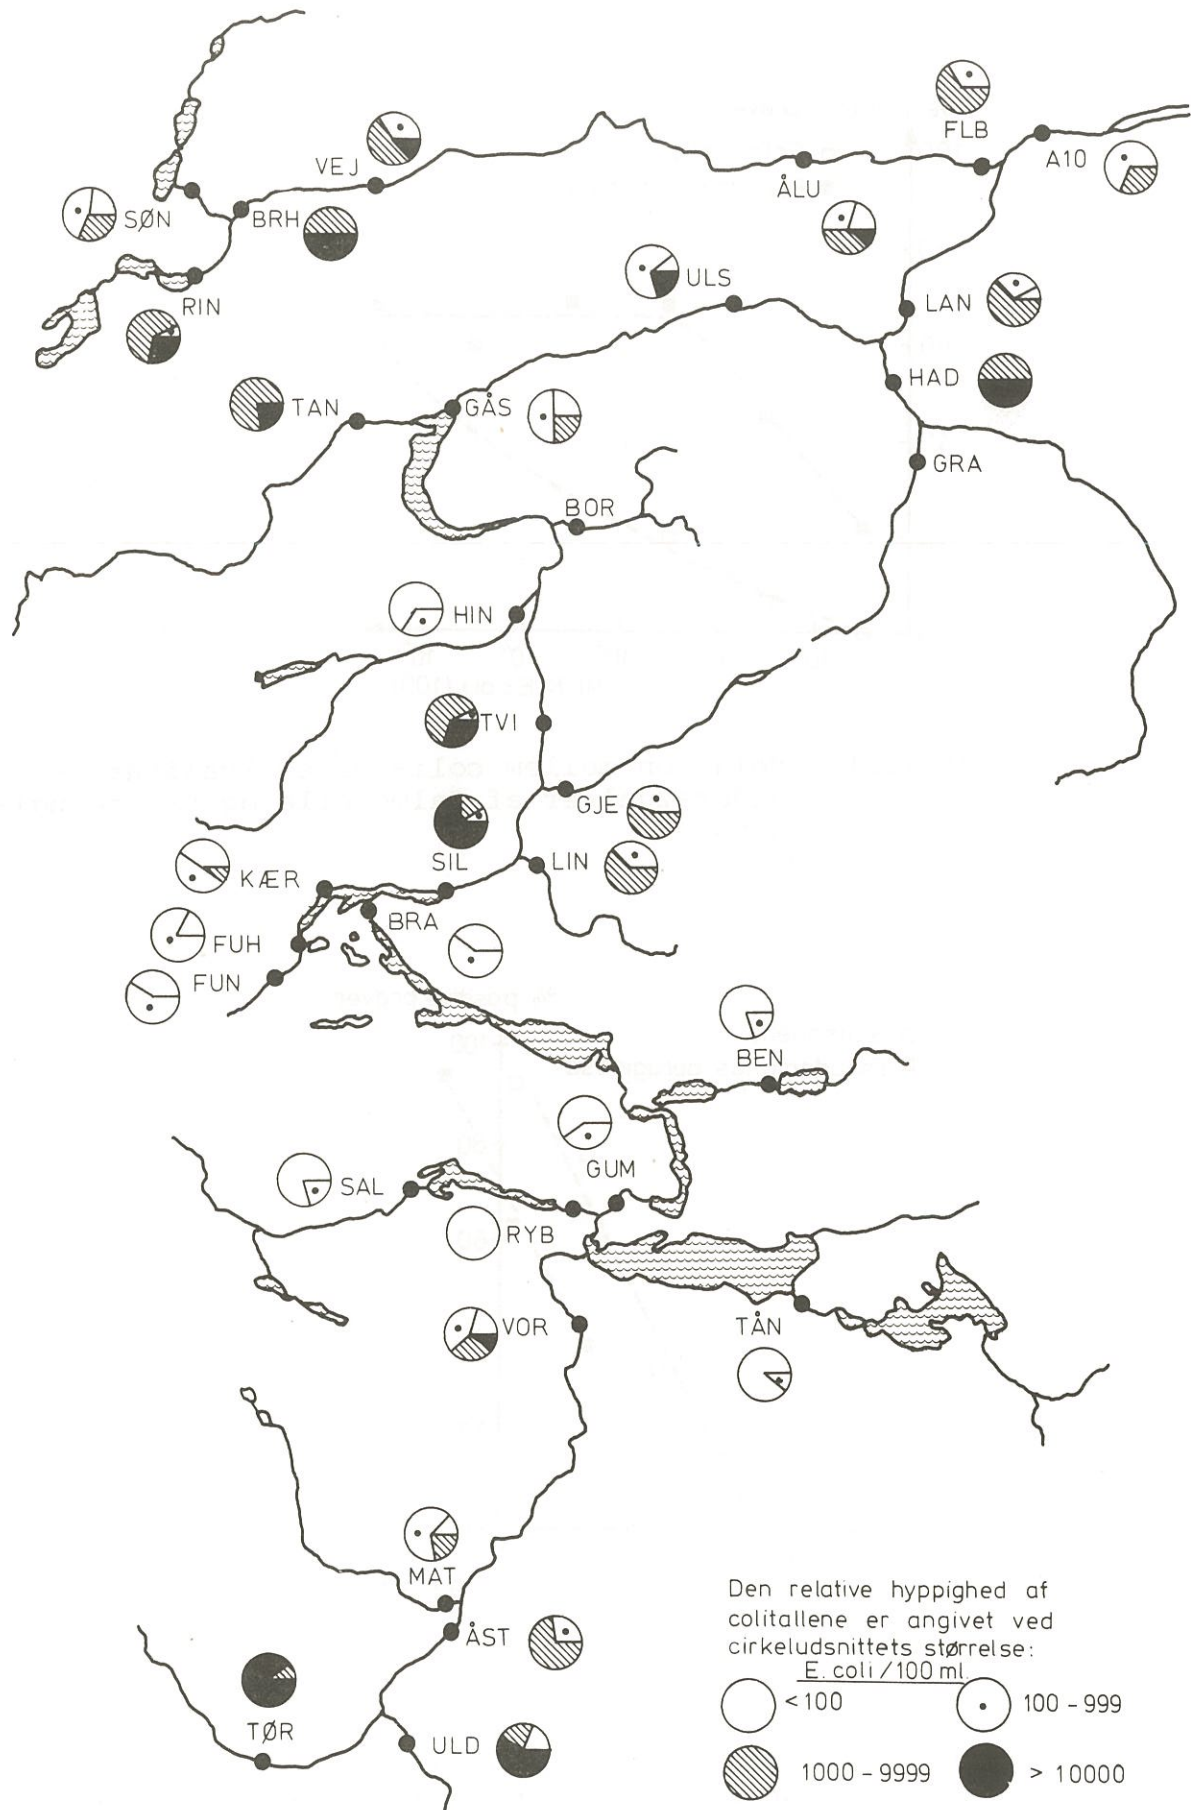 FLB
A10
VEJ
ÅLU
SØN
BRH
ULS
RIN
LAN
HAD
TAN
GÅS
GRA
BOR
HIN
TVI
GJE
SIL
LIN
KÆR
BRA
FUH
FUN
BEN
GUM
SAL
RYB
VOR
TÅN
MAT
ÅST
TØR
ULD
Den relative hyppighed af
colitallene er angivet ved
cirkeludsnittets størrelse:
E. coli / 100 ml.
<100
100 - 999
1000 - 9999
> 10000